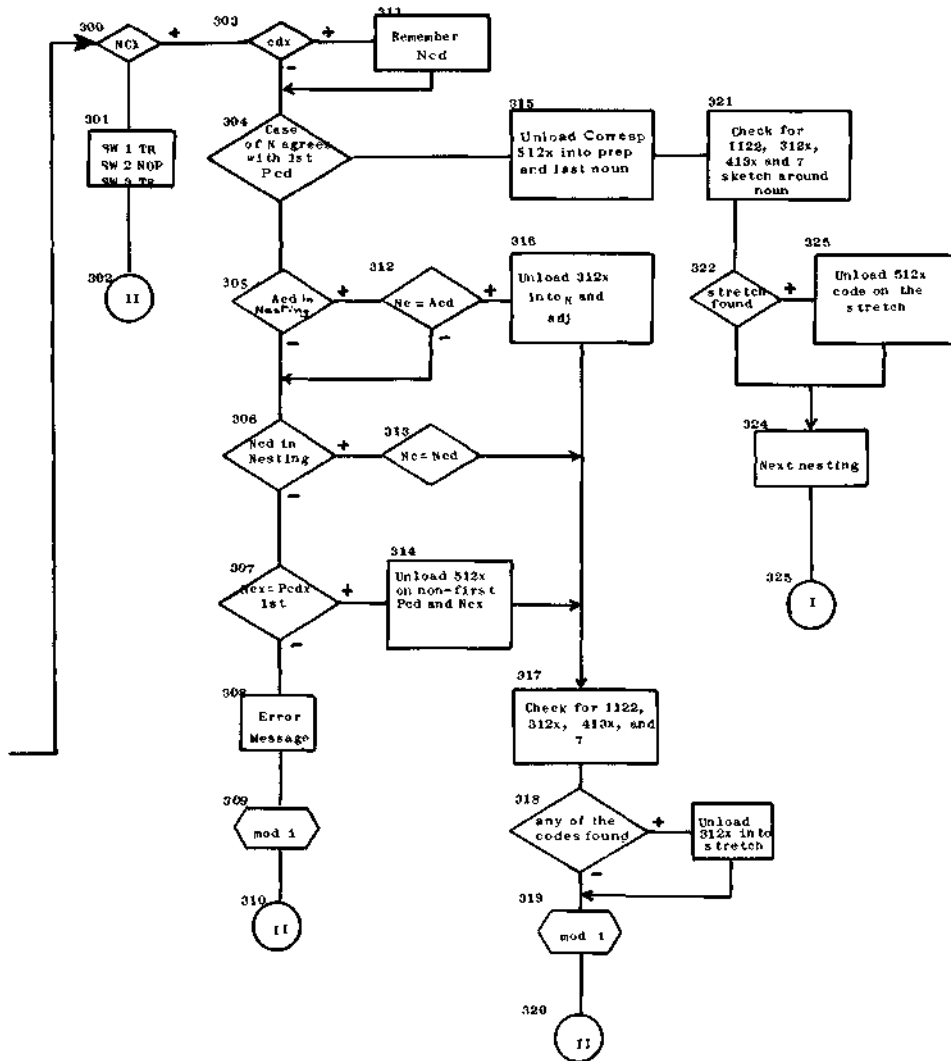 300
NCX
+
303
cdx
+
311
Remember
Ncd
-
301
SW 1 TR
SW 2 NOP
SW 3 TR
302
II
304
Case
of N agrees
with 1st
Pcd
315
Unload Corresp
512x into prep
and last noun
321
Check for
1122, 312x,
413x and 7
sketch around
noun
305
Acd in
Nesting
+
-
312
Nc = Acd
+
-
316
Unload 312x
into N and
adj
322
stretch
found
+
325
Unload 512x
code on the
stretch
306
Ncd in
Nesting
+
-
313
Nc = Ncd
324
Next nesting
307
Ncx = Pcdx
1st
+
-
314
Unload 512x
on non-first
Pcd and Ncx
325
I
308
Error
Message
317
Check for 1122,
312x, 413x, and
7
309
mod i
318
any of the
codes found
+
-
Unload
312x into
stretch
310
II
319
mod i
320
II